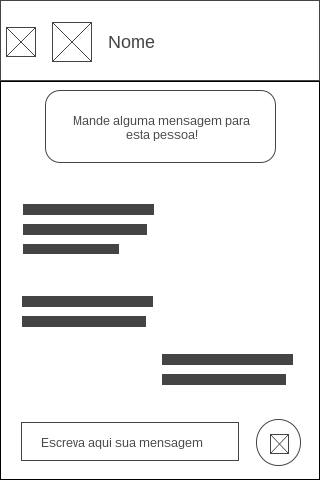 Nome
Mande alguma mensagem para
esta pessoa!
Escreva aqui sua mensagem